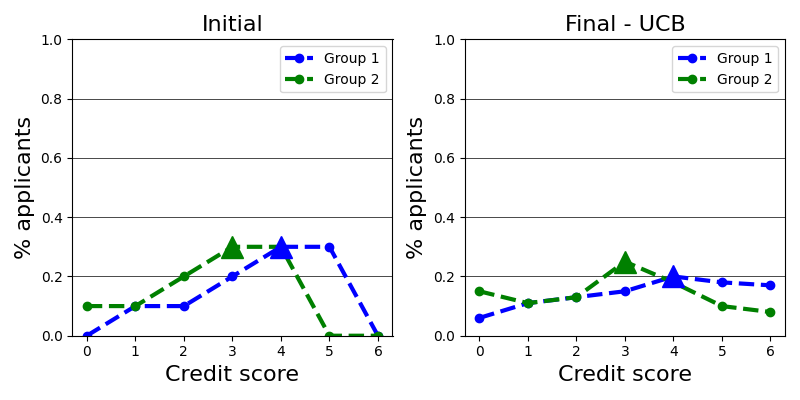 Initial
1.0
0.8
0.6
0.4
0.2
0.0
% applicants
0 1 2 3 4 5 6
Credit score
Group 1
Group 2
Final - UCB
1.0
0.8
0.6
0.4
0.2
0.0
% applicants
0 1 2 3 4 5 6
Credit score
Group 1
Group 2